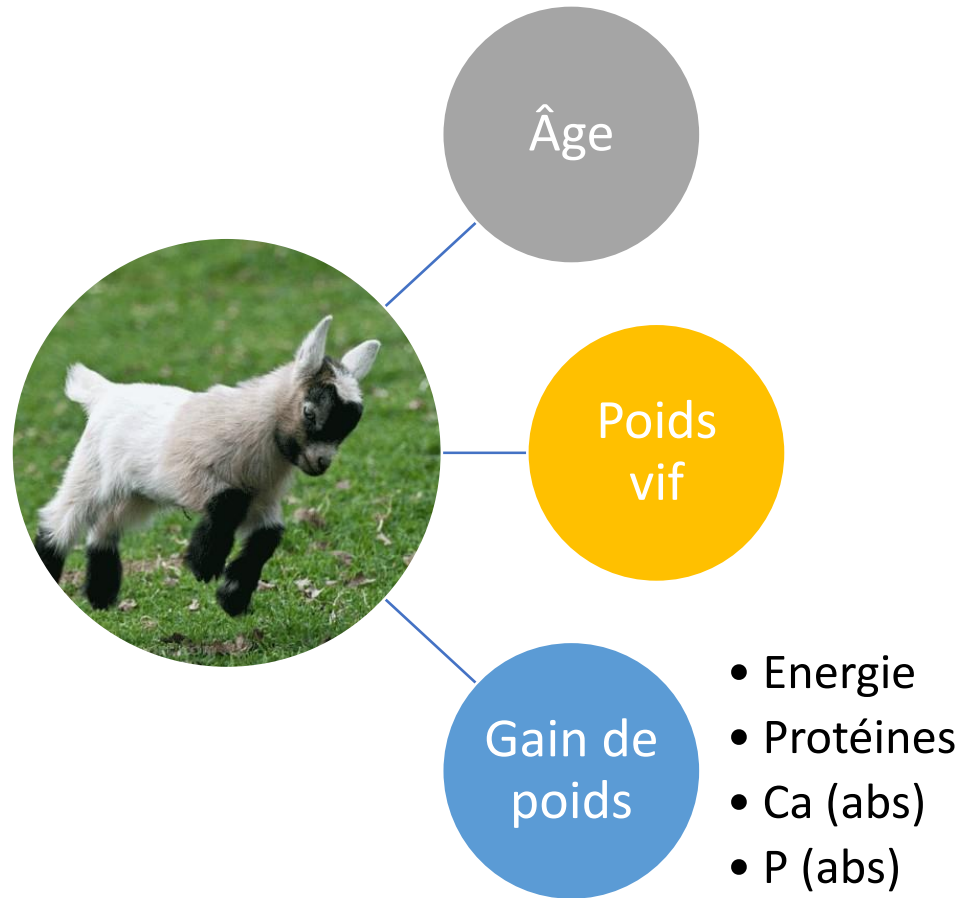 Âge
Poids
vif
Gain de
poids
• Energie
• Protéines
• Ca (abs)
• P (abs)